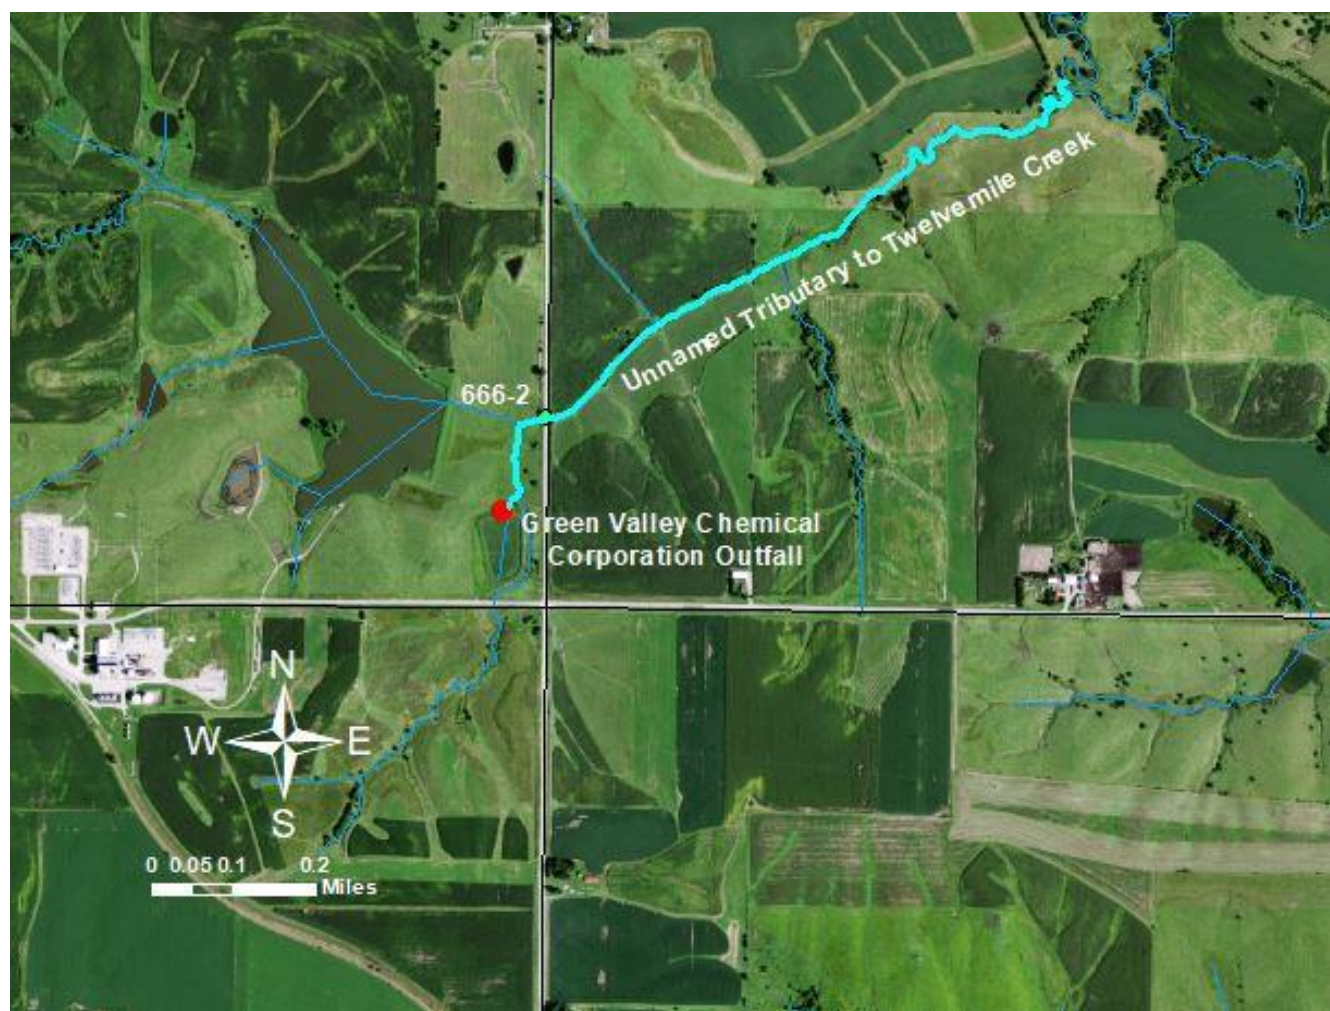 Unnamed Tributary to Twelvemile Creek
666-2
Green Valley Chemical
Corporation Outfall
N
W E
S
0 0.05 0.1 0.2
Miles